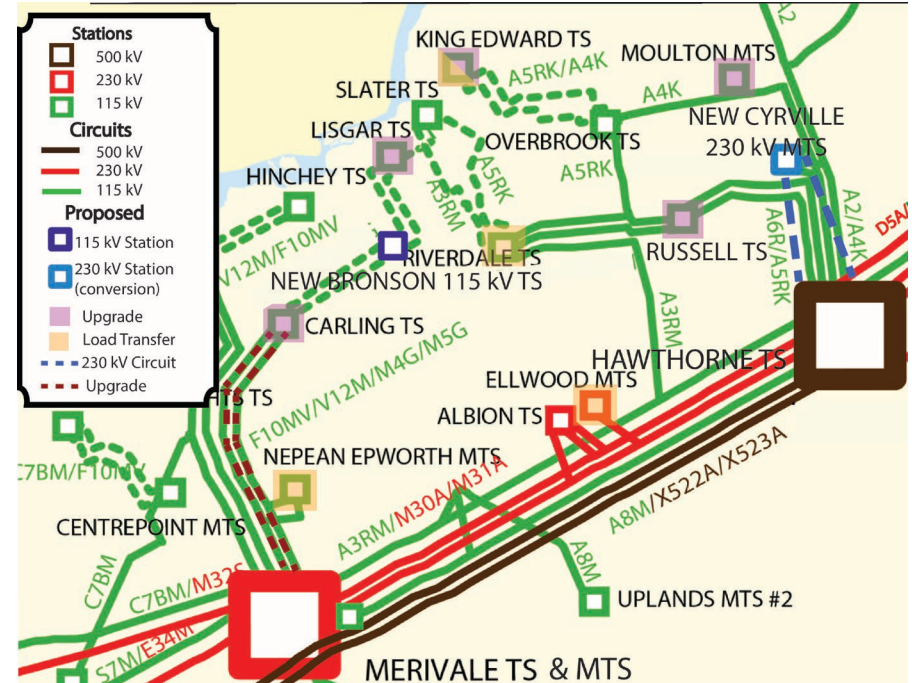 Stations
500 kV
230 kV
115 kV
Circuits
500 kV
230 kV
115 kV
Proposed
115 kV Station
230 kV Station
(conversion)
Upgrade
Load Transfer
230 kV Circuit
Upgrade
KING EDWARD TS
A5RK/A4K
MOULTON MTS
A2
SLATER TS
A4K
LISGAR TS
OVERBROOK TS
NEW CYRVILLE
230 kV MTS
HINCHEY TS
A3RM
A5RK
A5RK
A2/A4K
A6R/A5RK
D5A/
V12M/F10MV
RIVERDALE TS
RUSSELL TS
NEW BRONSON 115 kV TS
CARLING TS
A3RM
HAWTHORNE TS
F10MV/V12M/M4G/M5G
ELLWOOD MTS
ALBION TS
HTS TS
NEPEAN EPWORTH MTS
C7BM/F10MV
A8M/X522A/X523A
CENTREPOINT MTS
A3RM/M30A/M31A
C7BM
A8M
C7BM/M32S
UPLANDS MTS #2
S7M/E34M
MERIVALE TS & MTS